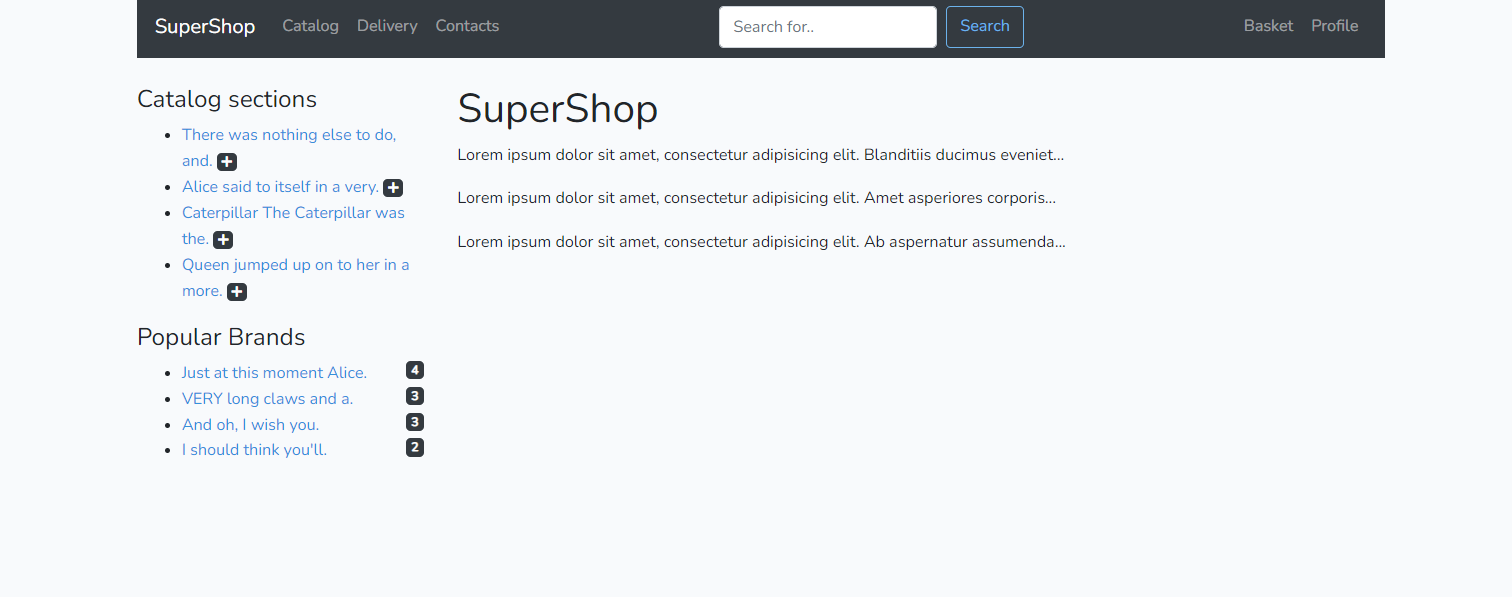 SuperShop Catalog Delivery Contacts Search for.. Search Basket Profile
Catalog sections
There was nothing else to do,
and.
Alice said to itself in a very.
Caterpillar The Caterpillar was
the.
Queen jumped up on to her in a
more.
Popular Brands
Just at this moment Alice. 4
VERY long claws and a. 3
And oh, I wish you. 3
I should think you'll. 2
SuperShop
Lorem ipsum dolor sit amet, consectetur adipisicing elit. Blanditiis ducimus eveniet...
Lorem ipsum dolor sit amet, consectetur adipisicing elit. Amet asperiores corporis...
Lorem ipsum dolor sit amet, consectetur adipisicing elit. Ab aspernatur assumenda...